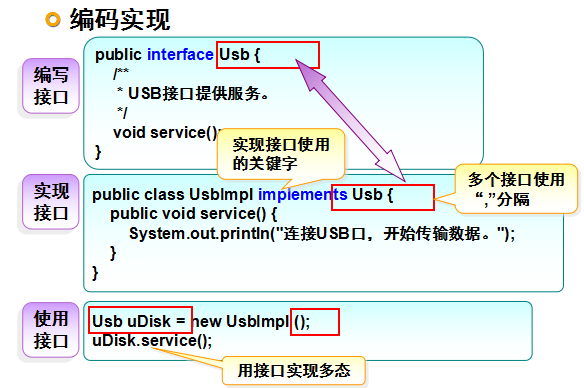 编码实现
编写
接口
public interface Usb {
/**
* USB接口提供服务。
*/
void service();
}
实现接口使用
的关键字
多个接口使用
“,”分隔
实现
接口
public class UsbImpl implements Usb {
public void service() {
System.out.println("连接USB口，开始传输数据。");
}
}
使用
接口
Usb uDisk = new UsbImpl ();
uDisk.service();
用接口实现多态